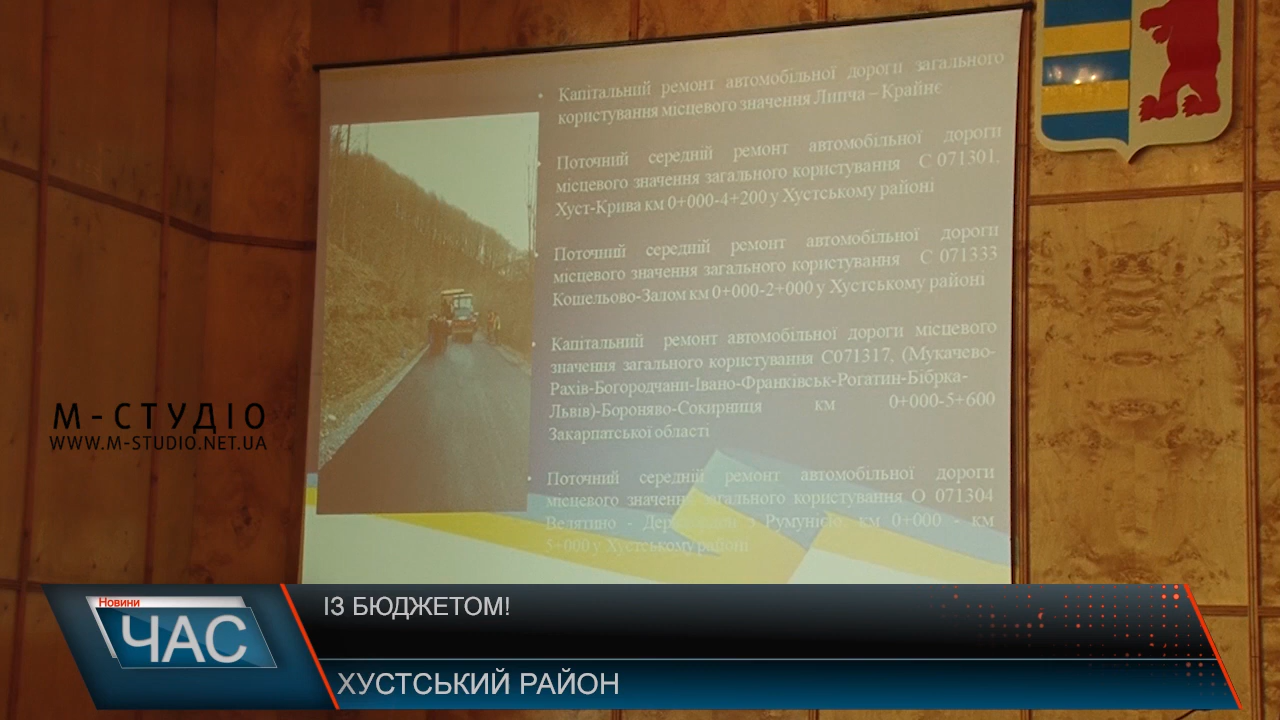 Капітальний ремонт автомобільної дороги загального
користування місцевого значення Липча – Крайнє
Поточний середній ремонт автомобільної дороги
місцевого значення загального користування С 071301,
Хуст-Крива км 0+000-4+200 у Хустському районі
Поточний середній ремонт автомобільної дороги
місцевого значення загального користування С 071333
Кошельово-Залом км 0+000-2+000 у Хустському районі
Капітальний ремонт автомобільної дороги місцевого
значення загального користування С071317, (Мукачево-
Рахів-Богородчани-Івано-Франківськ-Рогатин-Бібрка-
Львів)-Бороняво-Сокирниця км 0+000-5+600
Закарпатської області
Поточний середній ремонт автомобільної дороги
місцевого значення загального користування О 071304
Велятино - з Румунією км 0+000 - км
5+000 у Хустському районі
М-СТУДІО
WWW.M-STUDIO.NET.UA
Новини
ЧАС
ІЗ БЮДЖЕТОМ!
ХУСТСЬКИЙ РАЙОН